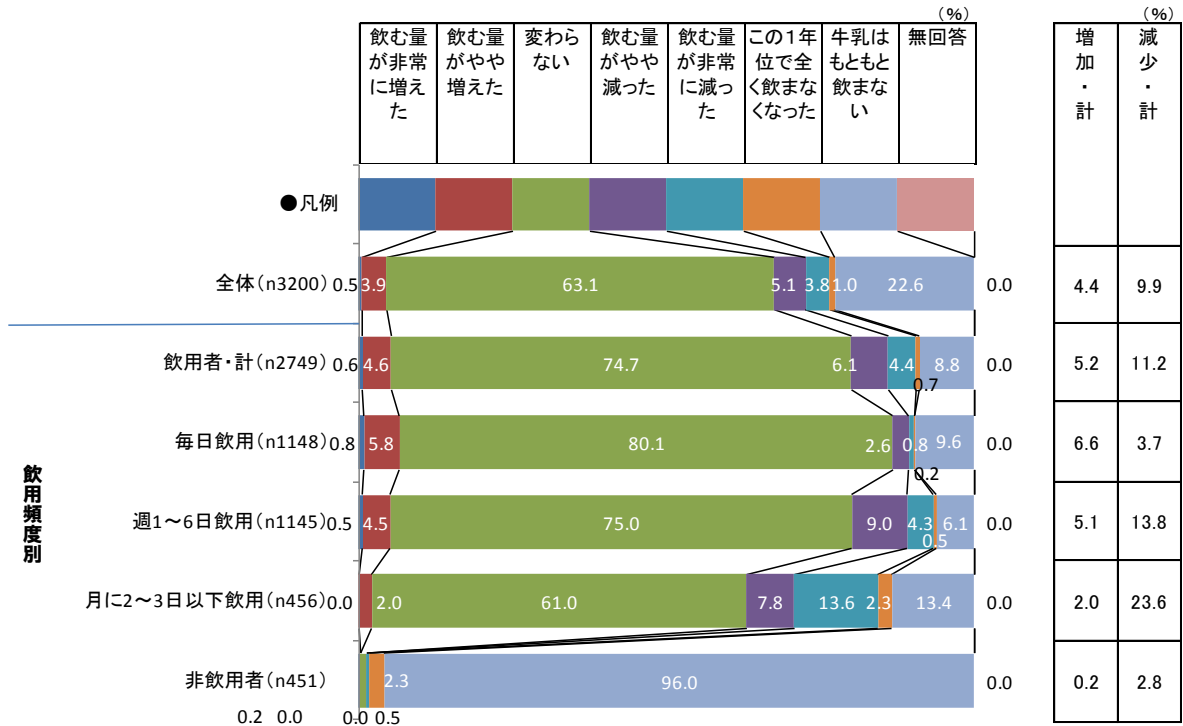 (%)
(%)
飲む量
が非常
に増えた
飲む量
がやや
増えた
変わら
ない
飲む量
がやや
減った
飲む量
が非常
に減った
この1年
位で全
く飲まな
くなった
牛乳は
もともと
飲まな
い
無回答
増加・計
減少・計
●凡例
全体(n3200) 0.5 3.9 63.1 5.1 3.8 1.0 22.6 0.0 4.4 9.9
飲用者・計(n2749) 0.6 4.6 74.7 6.1 4.4 0.7 8.8 0.0 5.2 11.2
毎日飲用(n1148) 0.8 5.8 80.1 2.6 0.8 0.2 9.6 0.0 6.6 3.7
週1～6日飲用(n1145) 0.5 4.5 75.0 9.0 4.3 0.5 6.1 0.0 5.1 13.8
月に2～3日以下飲用(n456) 0.0 2.0 61.0 7.8 13.6 2.3 13.4 0.0 2.0 23.6
非飲用者(n451) 2.3 96.0 0.0 0.2 2.8
0.2 0.0 0.0 0.5
飲用頻度別